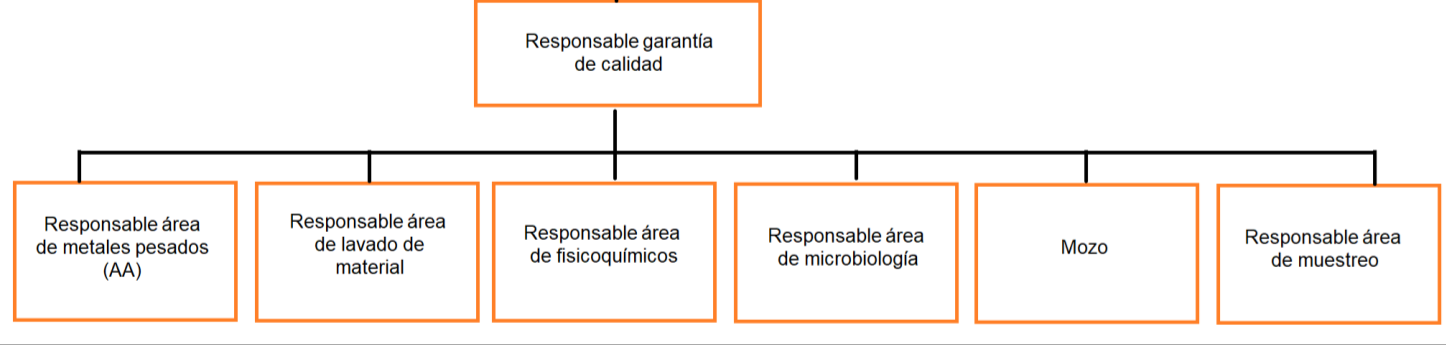 Responsable garantía
de calidad
Responsable área
de metales pesados
(AA)
Responsable área
de lavado de
material
Responsable área
de fisicoquímicos
Responsable área
de microbiología
Mozo
Responsable área
de muestreo